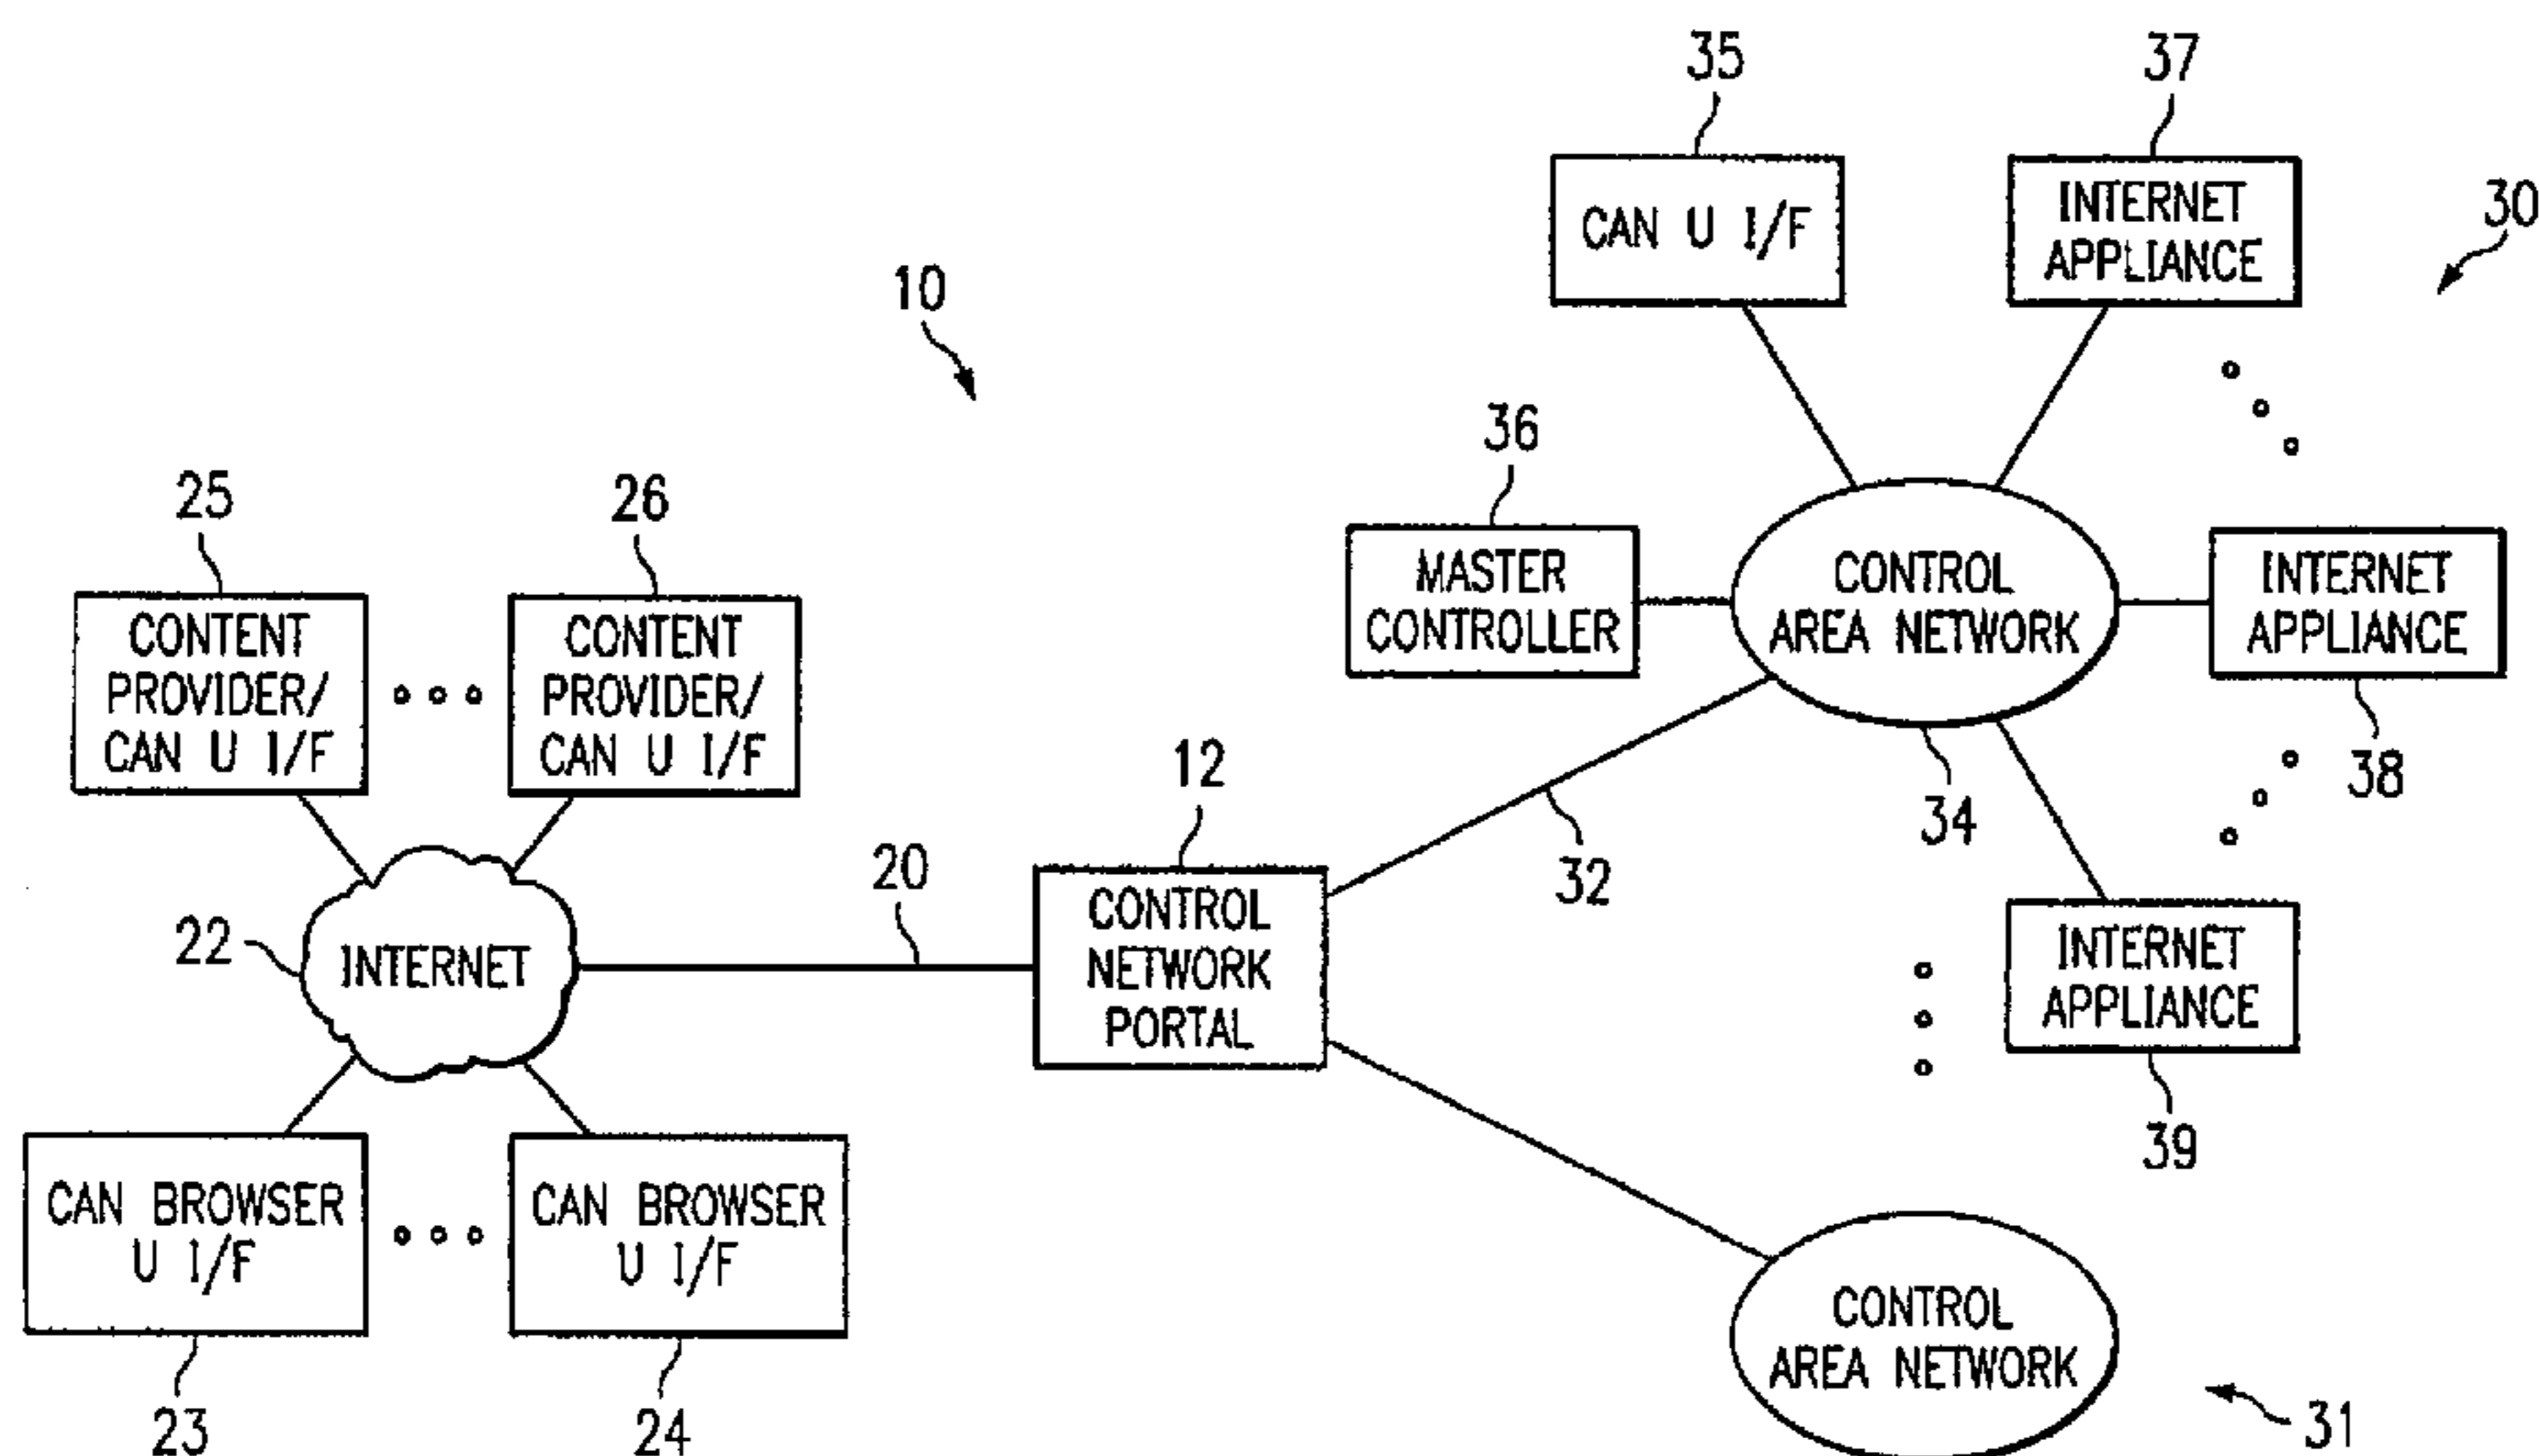 35
37
CAN U I/F
INTERNET
APPLIANCE
30
10
36
MASTER
CONTROLLER
CONTROL
AREA NETWORK
INTERNET
APPLIANCE
25
26
CONTENT
PROVIDER/
CAN U I/F
CONTENT
PROVIDER/
CAN U I/F
12
32
34
38
22
INTERNET
20
CONTROL
NETWORK
PORTAL
INTERNET
APPLIANCE
39
CAN BROWSER
U I/F
CAN BROWSER
U I/F
23
24
CONTROL
AREA NETWORK
31